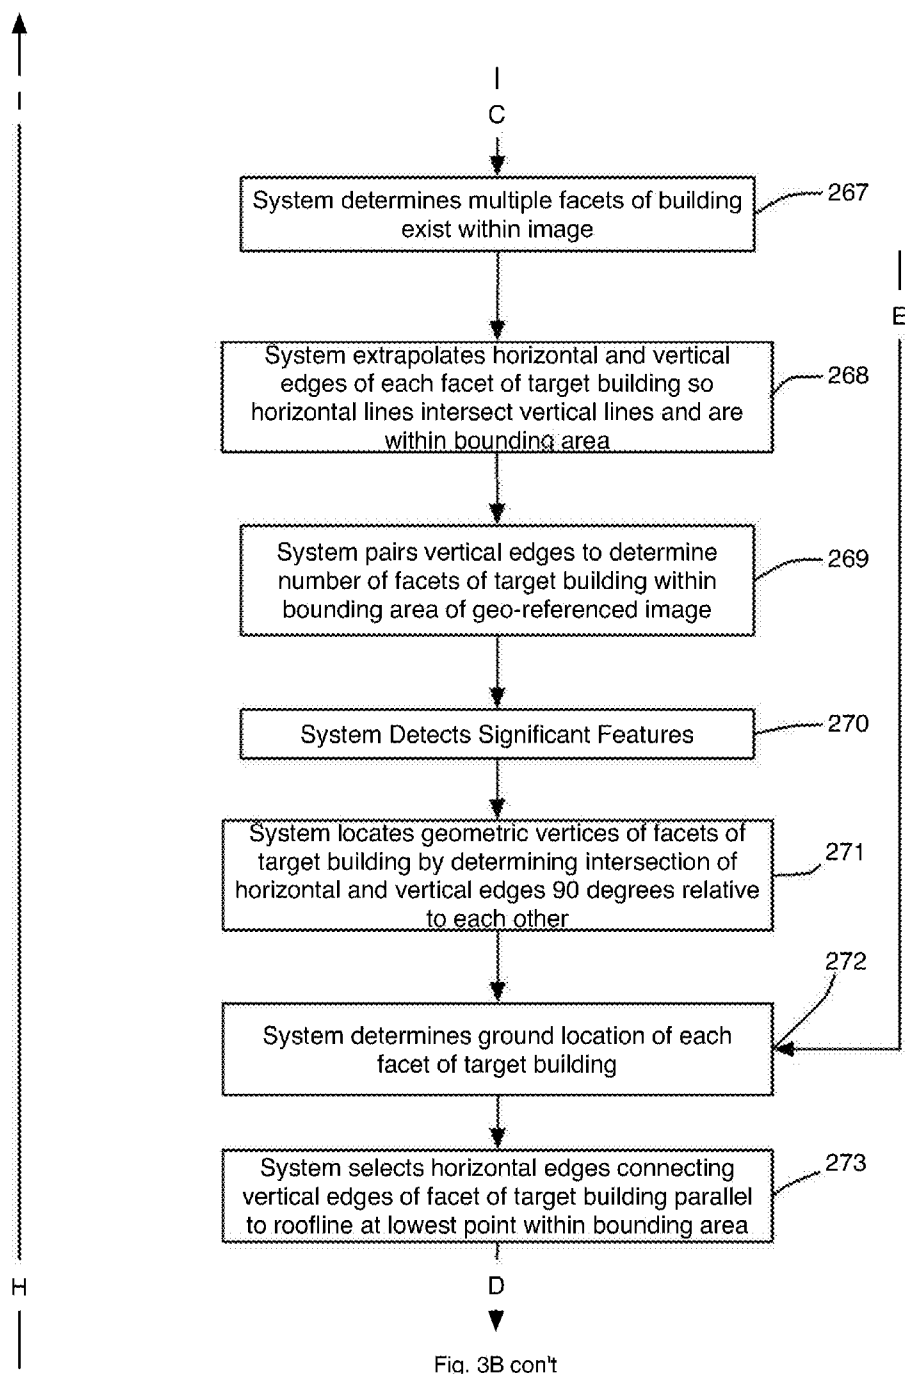 C
System determines multiple facets of building
exist within image
267
E
System extrapolates horizontal and vertical
edges of each facet of target building so
horizontal lines intersect vertical lines and are
within bounding area
268
System pairs vertical edges to determine
number of facets of target building within
bounding area of geo-referenced image
269
System Detects Significant Features
270
System locates geometric vertices of facets of
target building by determining intersection of
horizontal and vertical edges 90 degrees relative
to each other
271
272
System determines ground location of each
facet of target building
System selects horizontal edges connecting
vertical edges of facet of target building parallel
to roofline at lowest point within bounding area
273
H
D
Fig. 3B con't